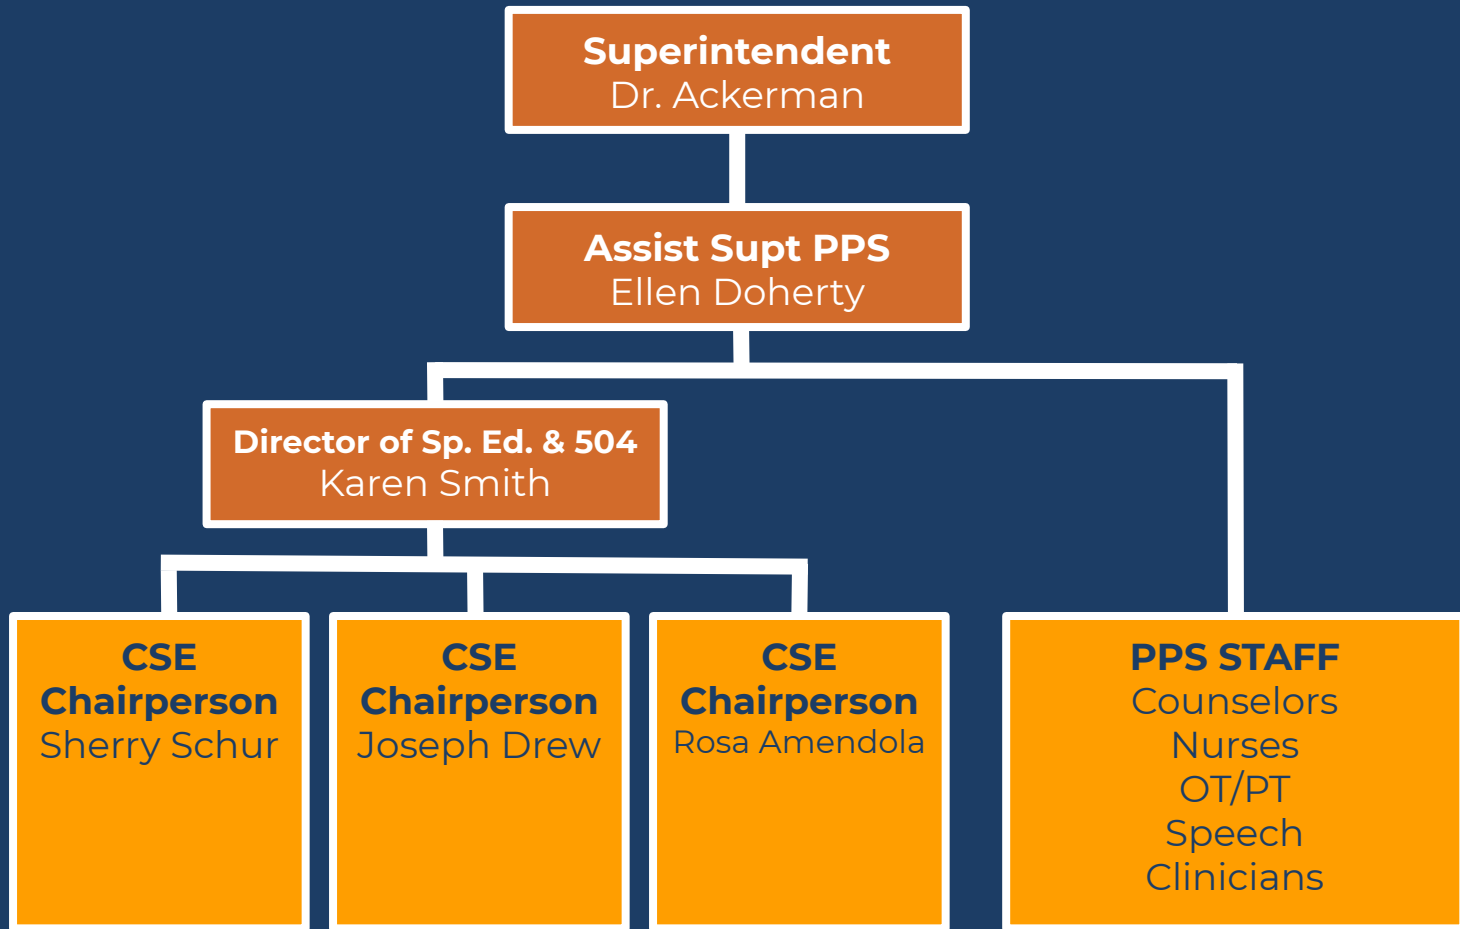 Superintendent
Dr. Ackerman
Assist Supt PPS
Ellen Doherty
Director of Sp. Ed. & 504
Karen Smith
CSE
Chairperson
Sherry Schur
CSE
Chairperson
Joseph Drew
CSE
Chairperson
Rosa Amendola
PPS STAFF
Counselors
Nurses
OT/PT
Speech
Clinicians